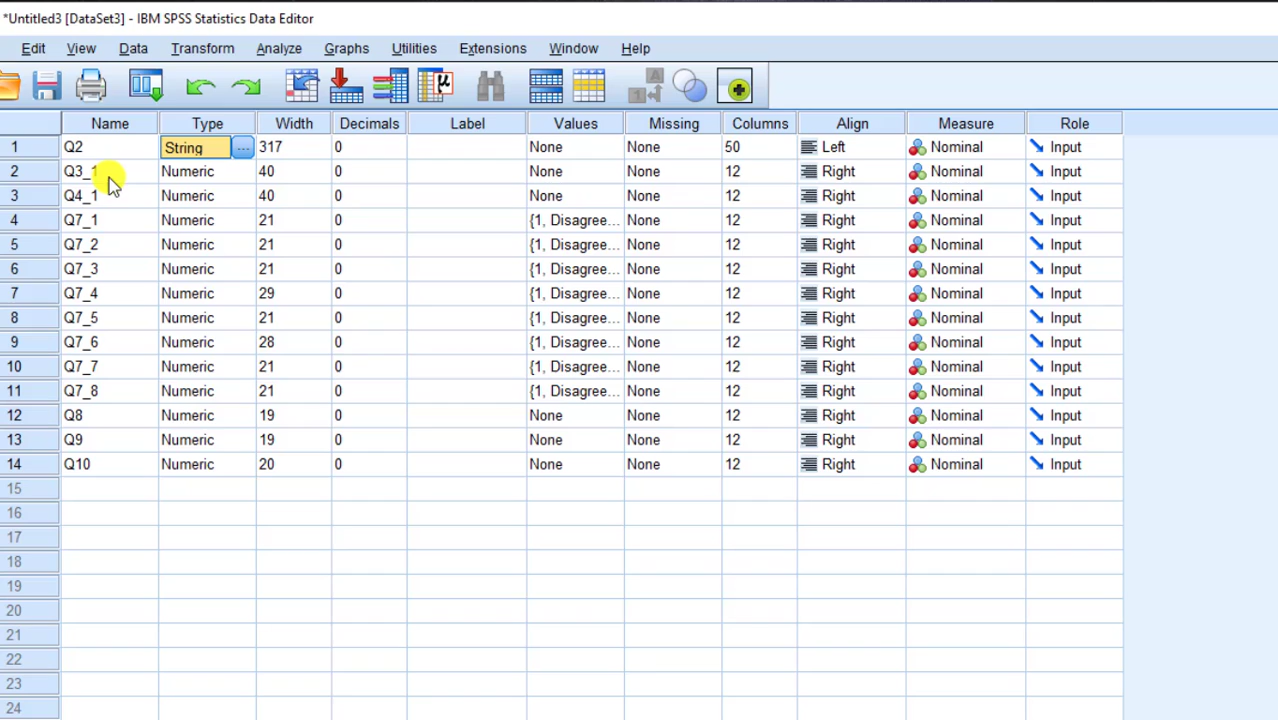 *Untitled3 [DataSet3] - IBM SPSS Statistics Data Editor
Edit View Data Transform Analyze Graphs Utilities Extensions Window Help
Name Type Width Decimals Label Values Missing Columns Align Measure Role
1 Q2 String ... 317 0 None None 50 Left Nominal Input
2 Q3_1 Numeric 40 0 None None 12 Right Nominal Input
3 Q4_1 Numeric 40 0 None None 12 Right Nominal Input
4 Q7_1 Numeric 21 0 {1, Disagree... None 12 Right Nominal Input
5 Q7_2 Numeric 21 0 {1, Disagree... None 12 Right Nominal Input
6 Q7_3 Numeric 21 0 {1, Disagree... None 12 Right Nominal Input
7 Q7_4 Numeric 29 0 {1, Disagree... None 12 Right Nominal Input
8 Q7_5 Numeric 21 0 {1, Disagree... None 12 Right Nominal Input
9 Q7_6 Numeric 28 0 {1, Disagree... None 12 Right Nominal Input
10 Q7_7 Numeric 21 0 {1, Disagree... None 12 Right Nominal Input
11 Q7_8 Numeric 21 0 {1, Disagree... None 12 Right Nominal Input
12 Q8 Numeric 19 0 None None 12 Right Nominal Input
13 Q9 Numeric 19 0 None None 12 Right Nominal Input
14 Q10 Numeric 20 0 None None 12 Right Nominal Input
15
16
17
18
19
20
21
22
23
24